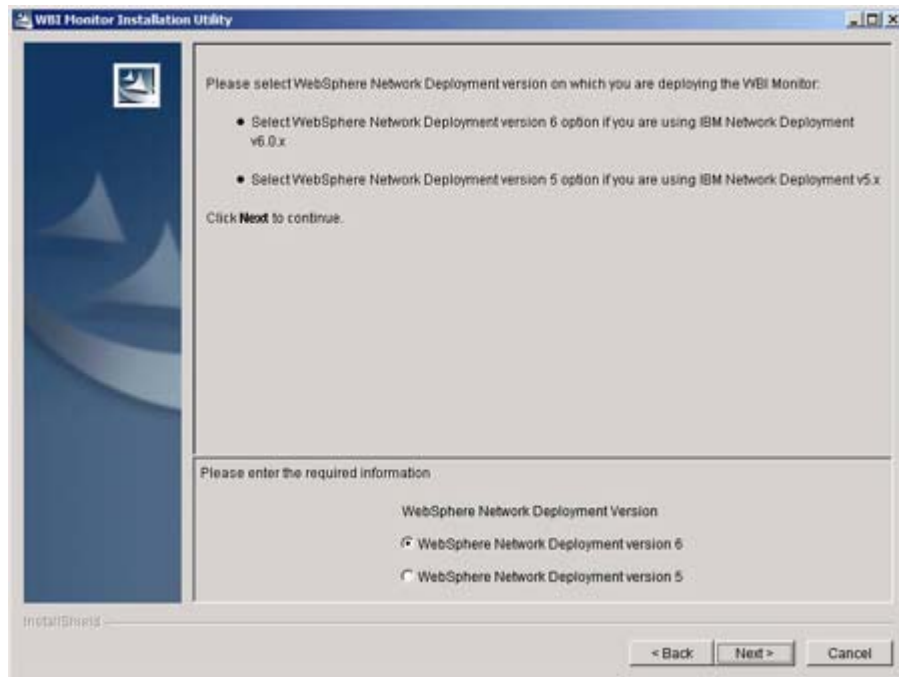 WBI Monitor Installation Utility
Please select WebSphere Network Deployment version on which you are deploying the WBI Monitor:
• Select WebSphere Network Deployment version 6 option if you are using IBM Network Deployment
v6.0.x
• Select WebSphere Network Deployment version 5 option if you are using IBM Network Deployment v5.x
Click Next to continue.
Please enter the required information
WebSphere Network Deployment Version
WebSphere Network Deployment version 6
WebSphere Network Deployment version 5
InstallShield
< Back
Next >
Cancel